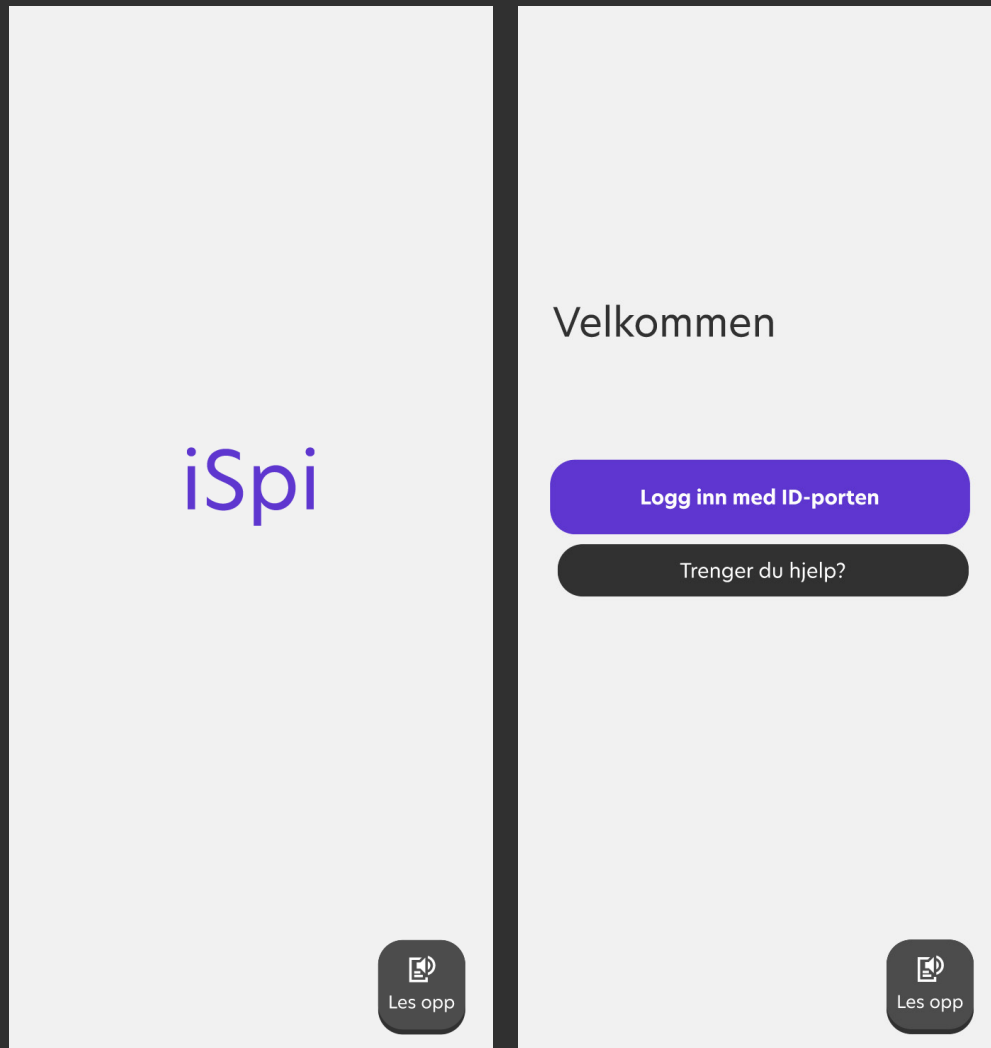 iSpi
Les opp
Velkommen
Logg inn med ID-porten
Trenger du hjelp?
Les opp